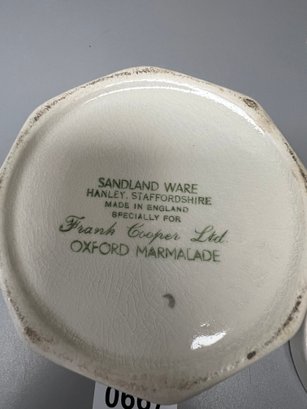 SANDLAND WARE
HANLEY, STAFFORDSHIRE
MADE IN ENGLAND
SPECIALLY FOR
Frank Cooper Ltd.
OXFORD MARMALADE